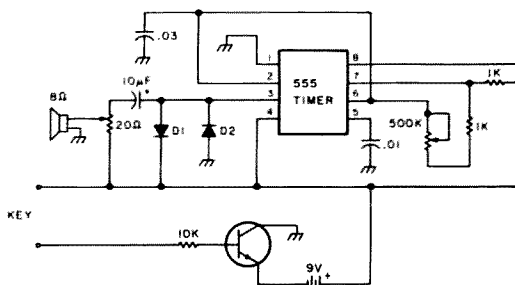 .03
10µF
+
8Ω
20Ω
D1
D2
1
2
3
4
555
TIMER
8
7
6
5
1K
500K
1K
.01
KEY
10K
9V
+